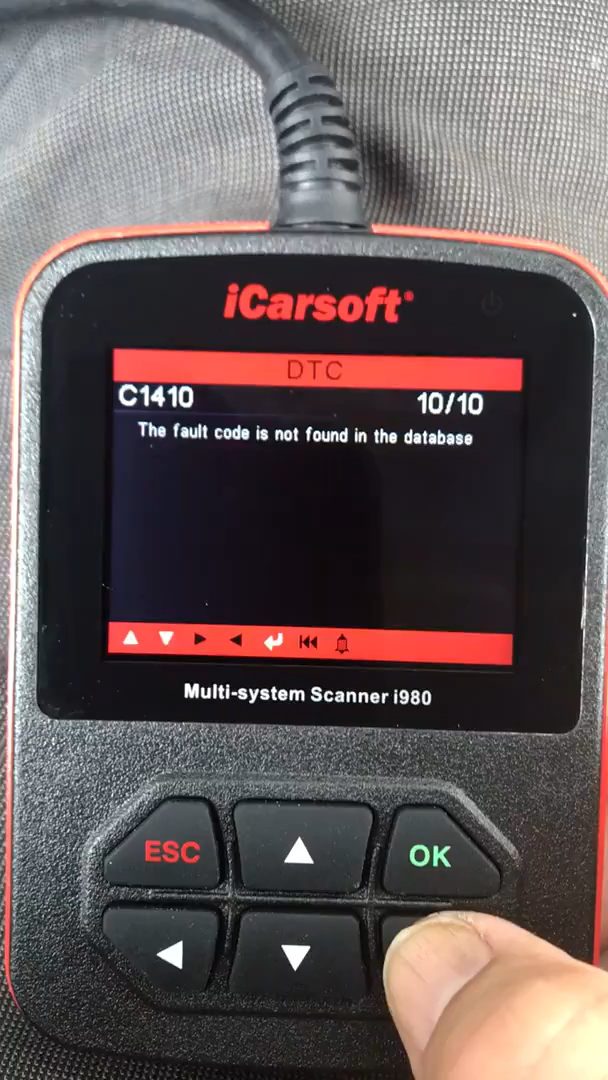 iCarsoft®
DTC
C1410 10/10
The fault code is not found in the database
Multi-system Scanner i980
ESC
OK